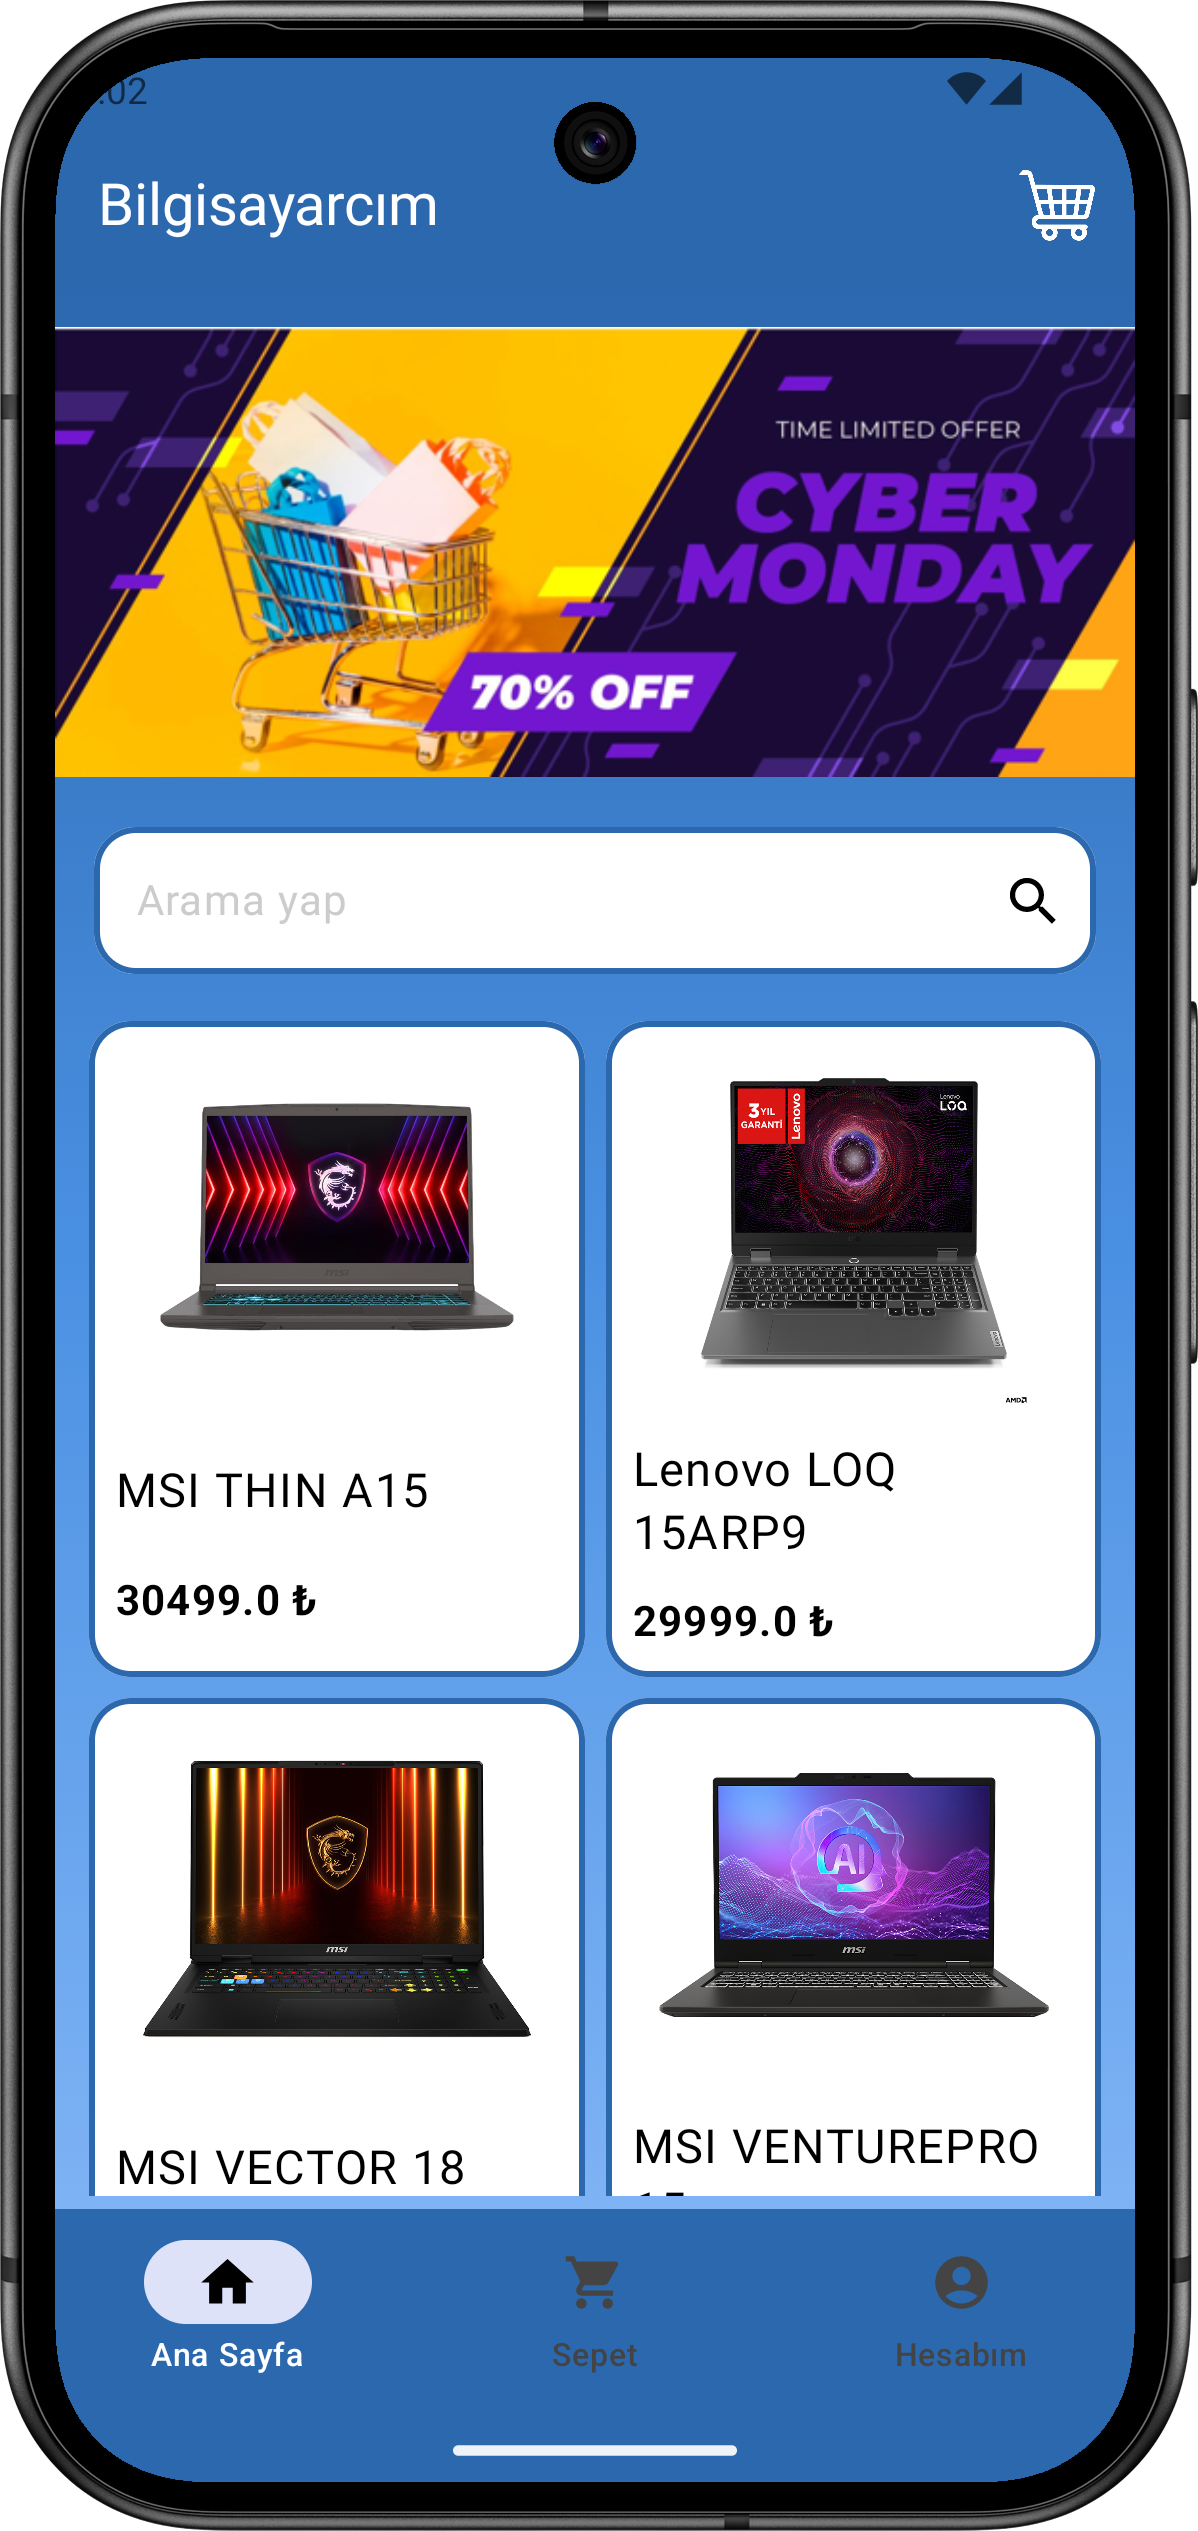 :02
Bilgisayarcım
TIME LIMITED OFFER
CYBER
MONDAY
70% OFF
Arama yap
3 YIL
GARANTİ
Lenovo
Lenovo
LOQ
AMD
MSI THIN A15
30499.0 ₺
Lenovo LOQ
15ARP9
29999.0 ₺
msi
AI
msi
MSI VECTOR 18
MSI VENTUREPRO
Ana Sayfa
Sepet
Hesabım